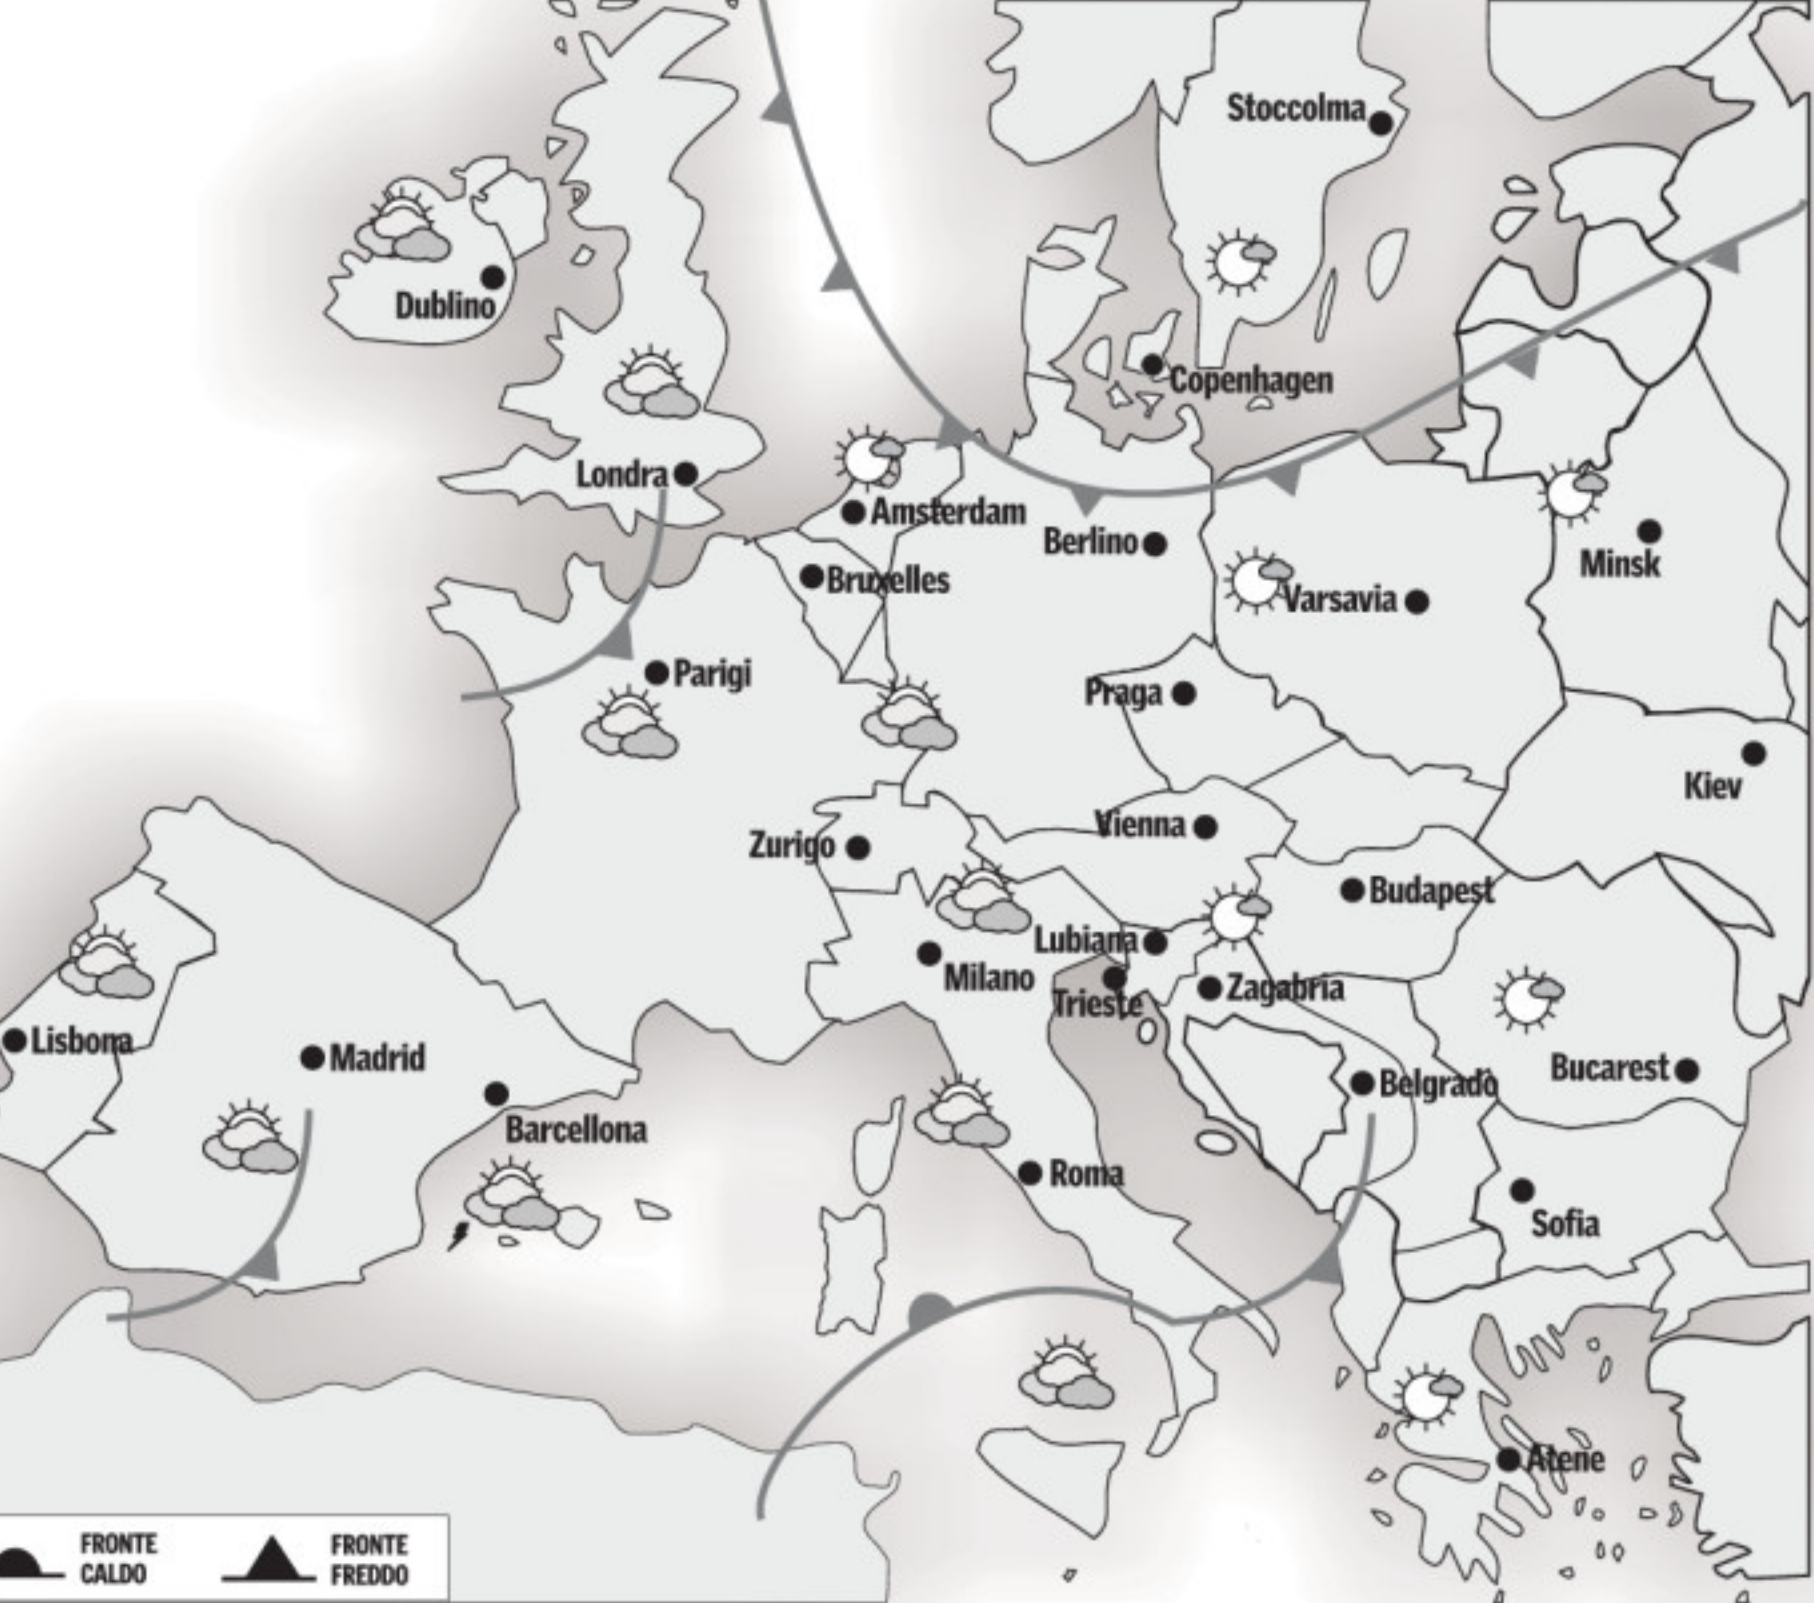 Stoccolma
Dublino
Copenhagen
Londra
Amsterdam
Berlino
Minsk
Bruxelles
Varsavia
Parigi
Praga
Kiev
Vienna
Zurigo
Budapest
Lubiana
Milano
Zagabria
Trieste
Lisbona
Madrid
Bucarest
Belgrado
Barcellona
Roma
Sofia
Atene
FRONTE
CALDO
FRONTE
FREDDO